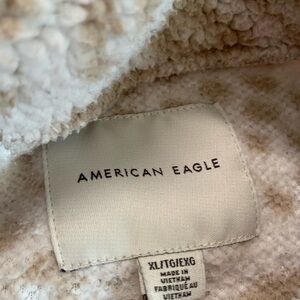 AMERICAN EAGLE
XL/TG/EXG
MADE IN
VIETNAM
FABRIQUÉ AU
VIETNAM